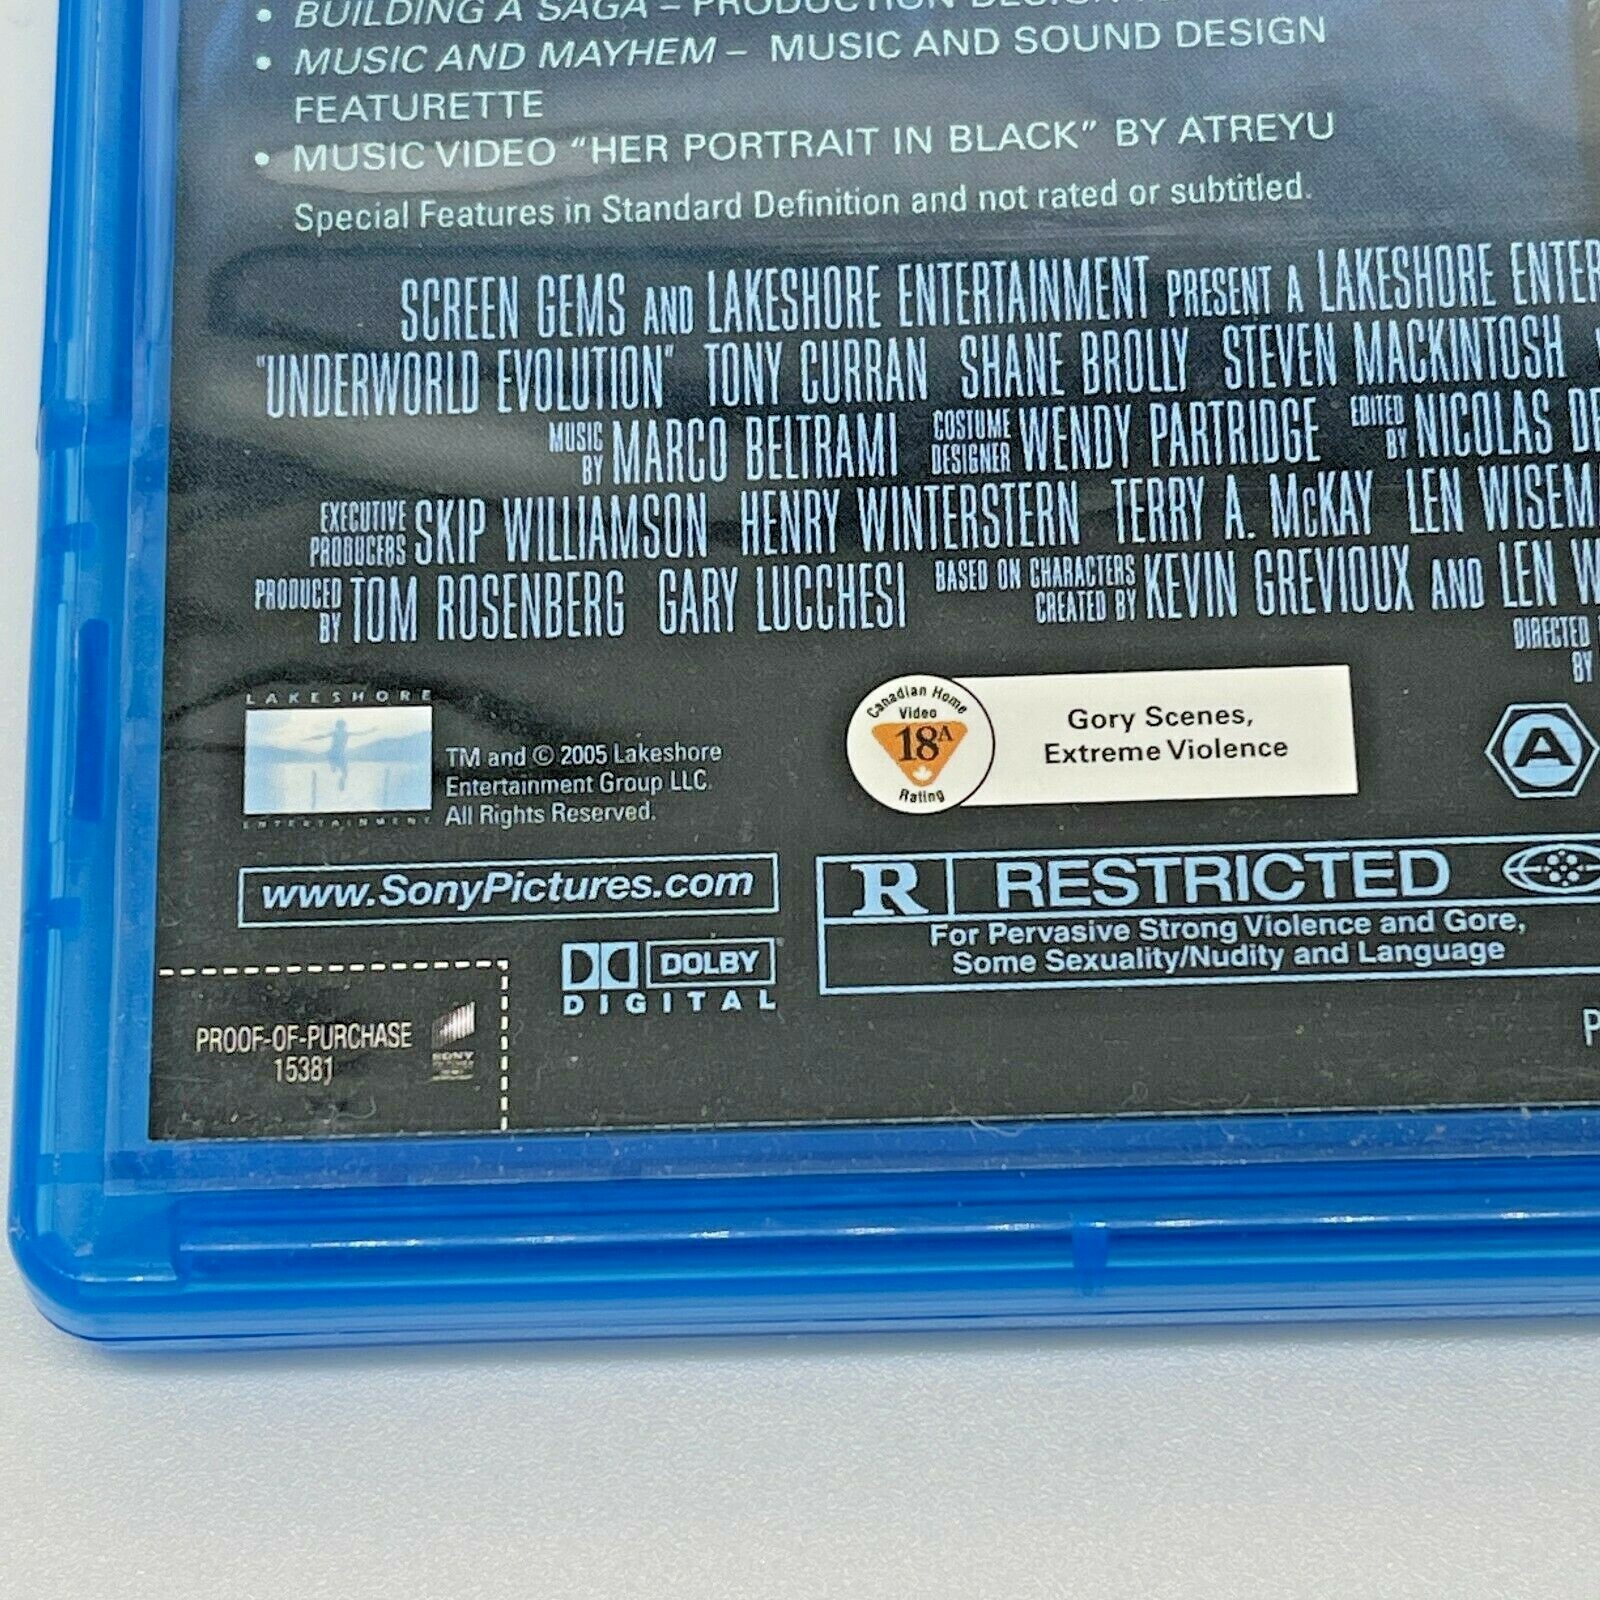 • BUILDING A SAGA – PRODUCTION DESIGN
• MUSIC AND MAYHEM – MUSIC AND SOUND DESIGN
FEATURETTE
• MUSIC VIDEO “HER PORTRAIT IN BLACK” BY ATREYU
Special Features in Standard Definition and not rated or subtitled.
SCREEN GEMS AND LAKESHORE ENTERTAINMENT PRESENT A LAKESHORE ENTER
"UNDERWORLD EVOLUTION" TONY CURRAN SHANE BROLLY STEVEN MACKINTOSH
MUSIC BY MARCO BELTRAMI COSTUME DESIGNER WENDY PARTRIDGE EDITED BY NICOLAS DE
EXECUTIVE PRODUCERS SKIP WILLIAMSON HENRY WINTERSTERN TERRY A. McKAY LEN WISEM
PRODUCED BY TOM ROSENBERG GARY LUCCHESI BASED ON CHARACTERS CREATED BY KEVIN GREVIOUX AND LEN W
DIRECTED BY
LAKESHORE
ENTERTAINMENT
TM and © 2005 Lakeshore
Entertainment Group LLC.
All Rights Reserved.
Canadian Home
Video
18A
Rating
Gory Scenes,
Extreme Violence
A
www.SonyPictures.com
R RESTRICTED
For Pervasive Strong Violence and Gore,
Some Sexuality/Nudity and Language
DOLBY
DIGITAL
PROOF-OF-PURCHASE
15381
SONY
P